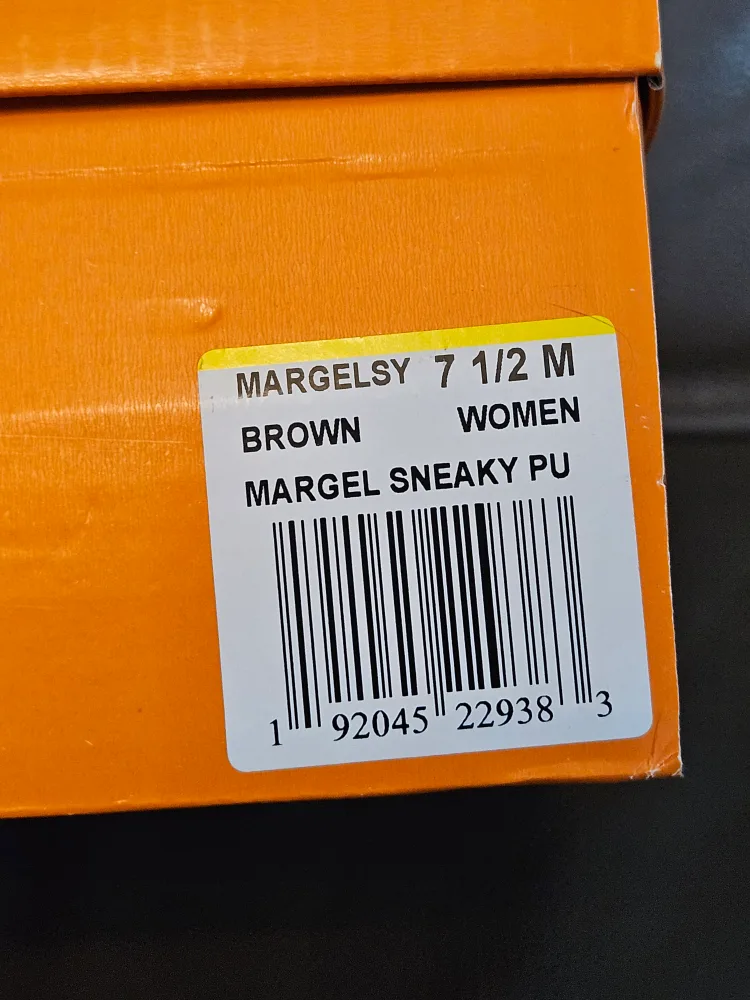 MARGELSY 7 1/2 M
BROWN WOMEN
MARGEL SNEAKY PU
1 92045 22938 3